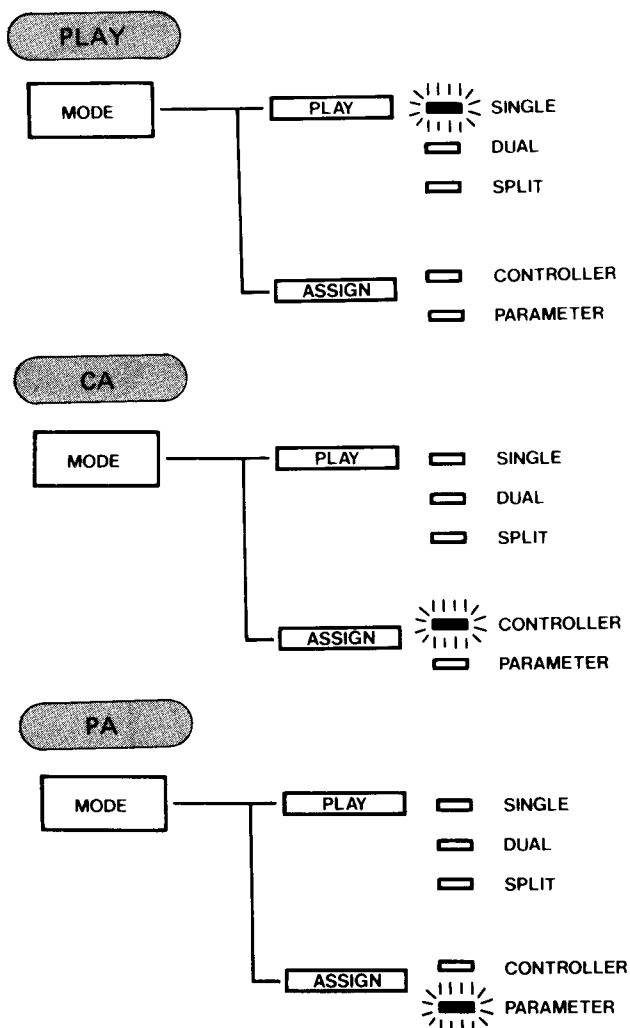 PLAY
MODE PLAY SINGLE
DUAL
SPLIT
ASSIGN CONTROLLER
PARAMETER
CA
MODE PLAY SINGLE
DUAL
SPLIT
ASSIGN CONTROLLER
PARAMETER
PA
MODE PLAY SINGLE
DUAL
SPLIT
ASSIGN CONTROLLER
PARAMETER